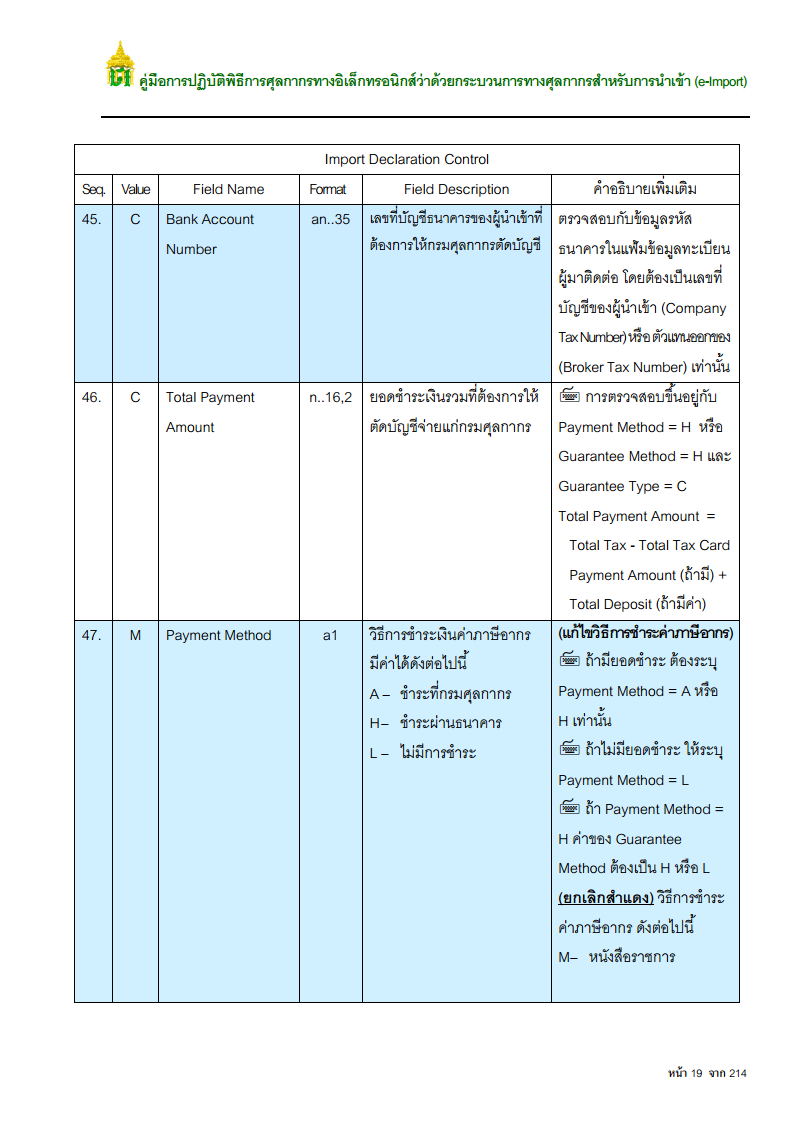 คู่มือการปฏิบัติพิธีการศุลกากรทางอิเล็กทรอนิกส์ว่าด้วยกระบวนการทางศุลกากรสำหรับการนำเข้า (e-Import)
Import Declaration Control
Seq. Value Field Name Format Field Description คำอธิบายเพิ่มเติม
45. C Bank Account an..35 เลขที่บัญชีธนาคารของผู้นำเข้าที่ ตรวจสอบกับข้อมูลรหัส
Number ต้องการให้กรมศุลกากรตัดบัญชี ธนาคารในแฟ้มข้อมูลทะเบียน
ผู้มาติดต่อ โดยต้องเป็นเลขที่
บัญชีของผู้นำเข้า (Company
Tax Number) หรือ ตัวแทนออกของ
(Broker Tax Number) เท่านั้น
46. C Total Payment n..16,2 ยอดชำระเงินรวมที่ต้องการให้ การตรวจสอบขึ้นอยู่กับ
Amount ตัดบัญชีจ่ายแก่กรมศุลกากร Payment Method = H หรือ
Guarantee Method = H และ
Guarantee Type = C
Total Payment Amount =
Total Tax - Total Tax Card
Payment Amount (ถ้ามี) +
Total Deposit (ถ้ามีค่า)
47. M Payment Method a1 วิธีการชำระเงินค่าภาษีอากร (แก้ไขวิธีการชำระค่าภาษีอากร)
มีค่าได้ดังต่อไปนี้ ถ้ามียอดชำระ ต้องระบุ
A – ชำระที่กรมศุลกากร Payment Method = A หรือ
H– ชำระผ่านธนาคาร H เท่านั้น
L – ไม่มีการชำระ ถ้าไม่มียอดชำระ ให้ระบุ
Payment Method = L
ถ้า Payment Method =
H ค่าของ Guarantee
Method ต้องเป็น H หรือ L
(ยกเลิกสำแดง) วิธีการชำระ
ค่าภาษีอากร ดังต่อไปนี้
M– หนังสือราชการ
หน้า 19 จาก 214